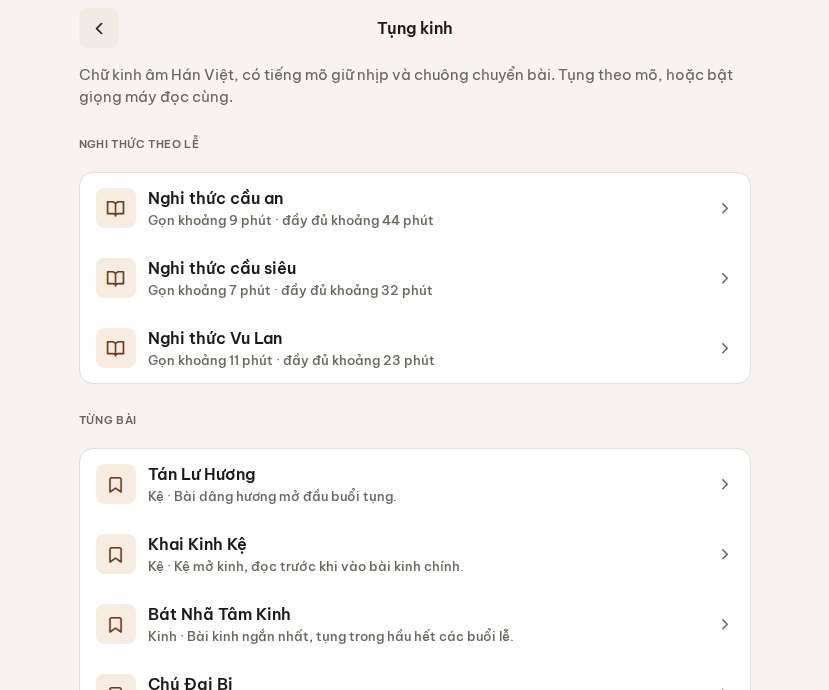 Tụng kinh
Chữ kinh âm Hán Việt, có tiếng mõ giữ nhịp và chuông chuyển bài. Tụng theo mõ, hoặc bật
giọng máy đọc cùng.
NGHI THỨC THEO LỄ
Nghi thức cầu an
Gọn khoảng 9 phút · đầy đủ khoảng 44 phút
Nghi thức cầu siêu
Gọn khoảng 7 phút · đầy đủ khoảng 32 phút
Nghi thức Vu Lan
Gọn khoảng 11 phút · đầy đủ khoảng 23 phút
TỪNG BÀI
Tán Lư Hương
Kệ · Bài dâng hương mở đầu buổi tụng.
Khai Kinh Kệ
Kệ · Kệ mở kinh, đọc trước khi vào bài kinh chính.
Bát Nhã Tâm Kinh
Kinh · Bài kinh ngắn nhất, tụng trong hầu hết các buổi lễ.
Chú Đại Bi